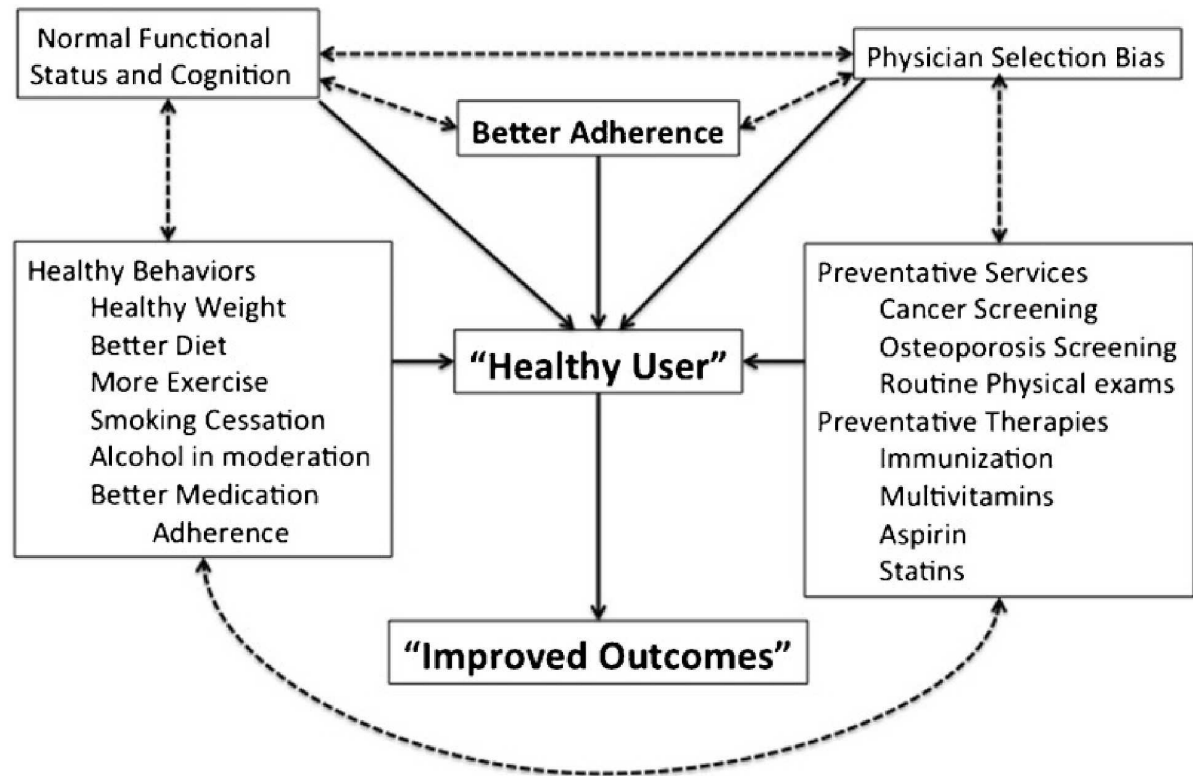 Normal Functional
Status and Cognition
Physician Selection Bias
Better Adherence
Healthy Behaviors
Healthy Weight
Better Diet
More Exercise
Smoking Cessation
Alcohol in moderation
Better Medication
Adherence
“Healthy User”
Preventative Services
Cancer Screening
Osteoporosis Screening
Routine Physical exams
Preventative Therapies
Immunization
Multivitamins
Aspirin
Statins
“Improved Outcomes”